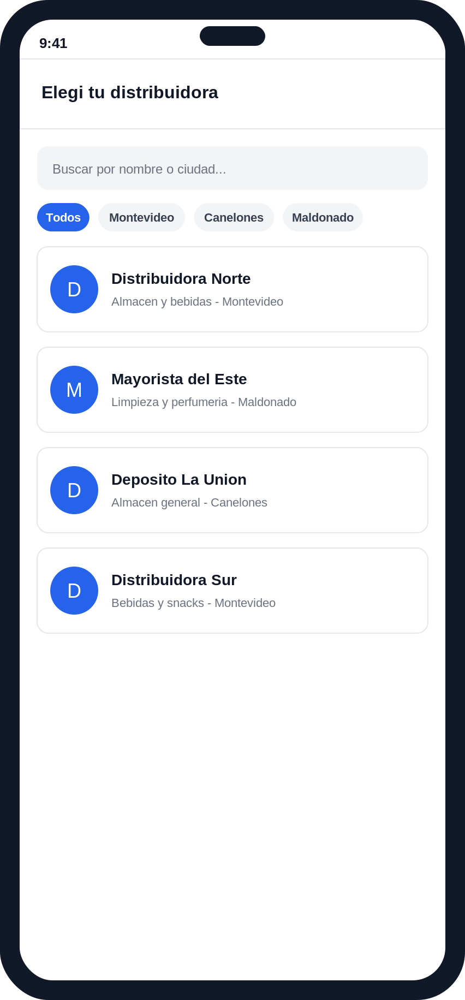 9:41
Elegi tu distribuidora
Buscar por nombre o ciudad...
Todos Montevideo Canelones Maldonado
D
Distribuidora Norte
Almacen y bebidas - Montevideo
M
Mayorista del Este
Limpieza y perfumeria - Maldonado
D
Deposito La Union
Almacen general - Canelones
D
Distribuidora Sur
Bebidas y snacks - Montevideo